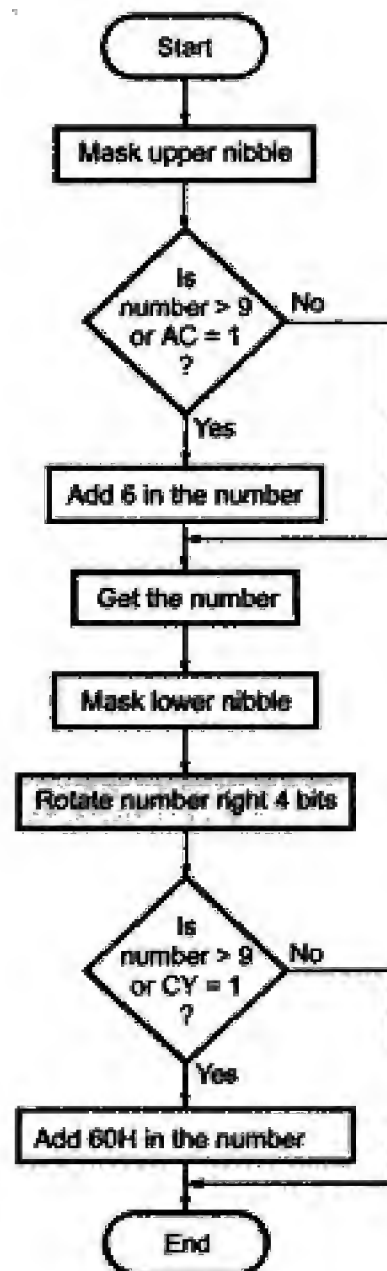 Start
Mask upper nibble
Is
number > 9
or AC = 1
?
No
Yes
Add 6 in the number
Get the number
Mask lower nibble
Rotate number right 4 bits
Is
number > 9
or CY = 1
?
No
Yes
Add 60H in the number
End